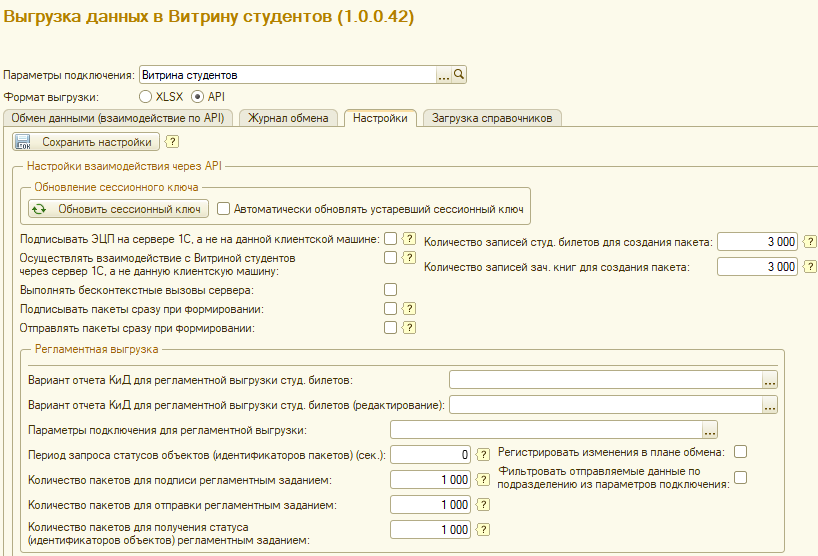 Выгрузка данных в Витрину студентов (1.0.0.42)
Параметры подключения: Витрина студентов ...
Формат выгрузки: XLSX API
Обмен данными (взаимодействие по API) Журнал обмена Настройки Загрузка справочников
Сохранить настройки ?
Настройки взаимодействия через API
Обновление сессионного ключа
Обновить сессионный ключ Автоматически обновлять устаревший сессионный ключ
Подписывать ЭЦП на сервере 1С, а не на данной клиентской машине: ? Количество записей студ. билетов для создания пакета: 3 000 ?
Осуществлять взаимодействие с Витриной студентов
через сервер 1С, а не данную клиентскую машину: ? Количество записей зач. книг для создания пакета: 3 000 ?
Выполнять бесконтекстные вызовы сервера:
Подписывать пакеты сразу при формировании: ?
Отправлять пакеты сразу при формировании: ?
Регламентная выгрузка
Вариант отчета КиД для регламентной выгрузки студ. билетов: ...
Вариант отчета КиД для регламентной выгрузки студ. билетов (редактирование): ...
Параметры подключения для регламентной выгрузки: ...
Период запроса статусов объектов (идентификаторов пакетов) (сек.): 0 ? Регистрировать изменения в плане обмена:
Количество пакетов для подписи регламентным заданием: 1 000 ? Фильтровать отправляемые данные по
подразделению из параметров подключения:
Количество пакетов для отправки регламентным заданием: 1 000 ?
Количество пакетов для получения статуса
(идентификаторов объектов) регламентным заданием: 1 000 ?